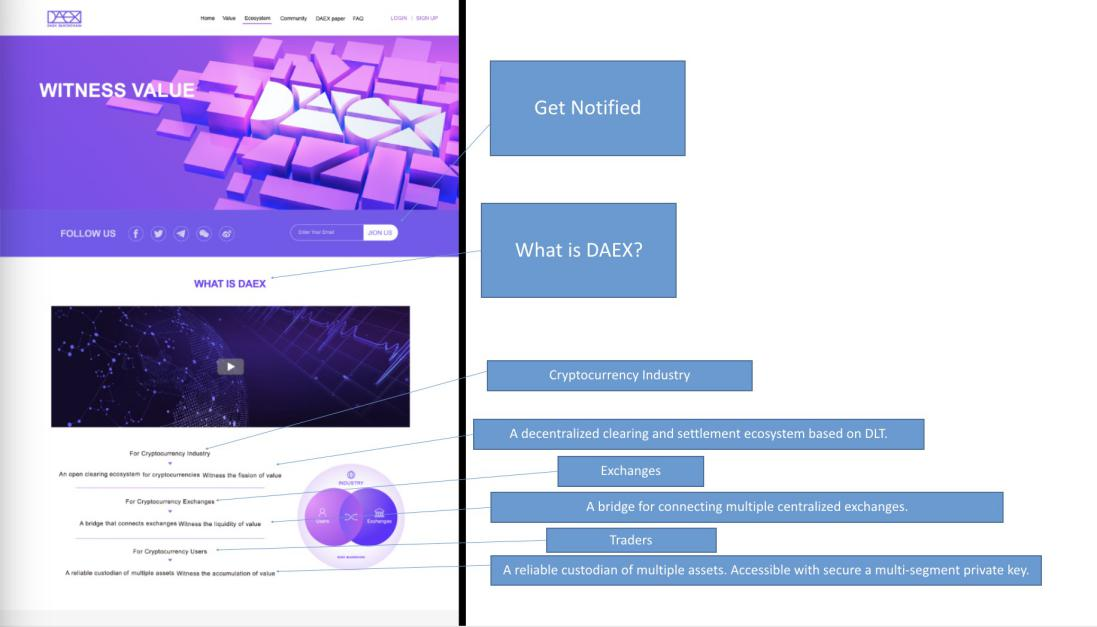 DAEX
DAEX BLOCKCHAIN
Home Value Ecosystem Community DAEX paper FAQ LOGIN | SIGN UP
WITNESS VALUE
FOLLOW US
Enter Your Email JION US
WHAT IS DAEX
For Cryptocurrency Industry
An open clearing ecosystem for cryptocurrencies Witness the fission of value
For Cryptocurrency Exchanges
A bridge that connects exchanges Witness the liquidity of value
For Cryptocurrency Users
A reliable custodian of multiple assets Witness the accumulation of value
INDUSTRY
Users Exchanges
DAEX BLOCKCHAIN
Get Notified
What is DAEX?
Cryptocurrency Industry
A decentralized clearing and settlement ecosystem based on DLT.
Exchanges
A bridge for connecting multiple centralized exchanges.
Traders
A reliable custodian of multiple assets. Accessible with secure a multi-segment private key.